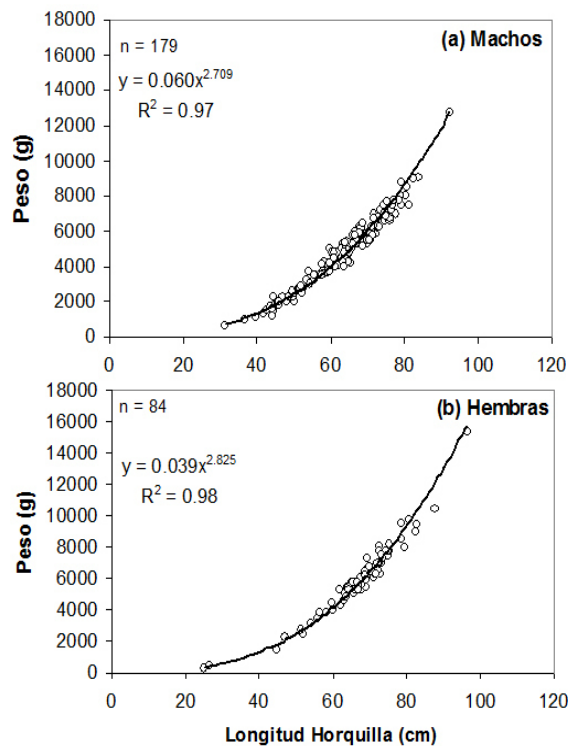 18000
(a) Machos
n = 179
16000
y = 0.060x^2.709
14000
R² = 0.97
12000
10000
8000
6000
4000
2000
0
Peso (g)
0 20 40 60 80 100 120
18000
(b) Hembras
n = 84
16000
14000
y = 0.039x^2.825
12000
R² = 0.98
10000
8000
6000
4000
2000
0
Peso (g)
0 20 40 60 80 100 120
Longitud Horquilla (cm)